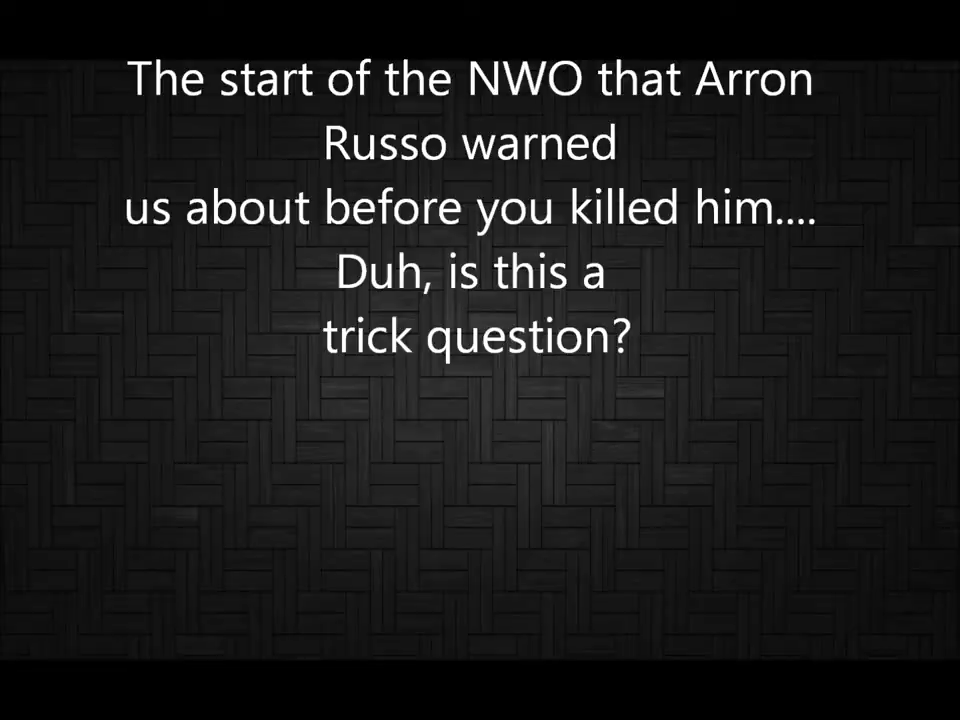 The start of the NWO that Arron
Russo warned
us about before you killed him....
Duh, is this a
trick question?